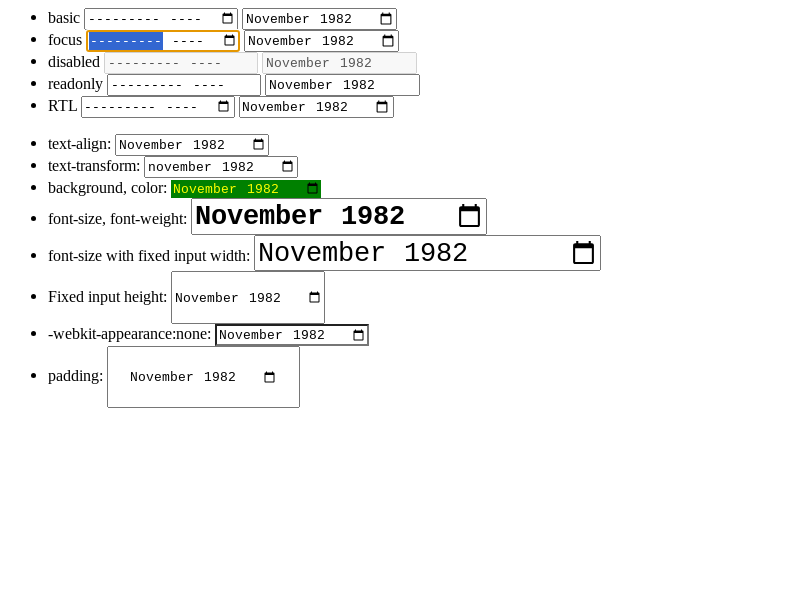 basic --------- ---- November 1982
focus --------- ---- November 1982
disabled --------- ---- November 1982
readonly --------- ---- November 1982
RTL --------- ---- November 1982
text-align: November 1982
text-transform: november 1982
background, color: November 1982
font-size, font-weight: November 1982
font-size with fixed input width: November 1982
Fixed input height: November 1982
-webkit-appearance:none: November 1982
padding: November 1982